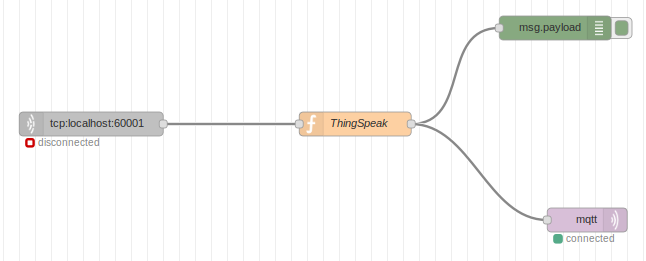 msg.payload
tcp:localhost:60001
ThingSpeak
disconnected
mqtt
connected